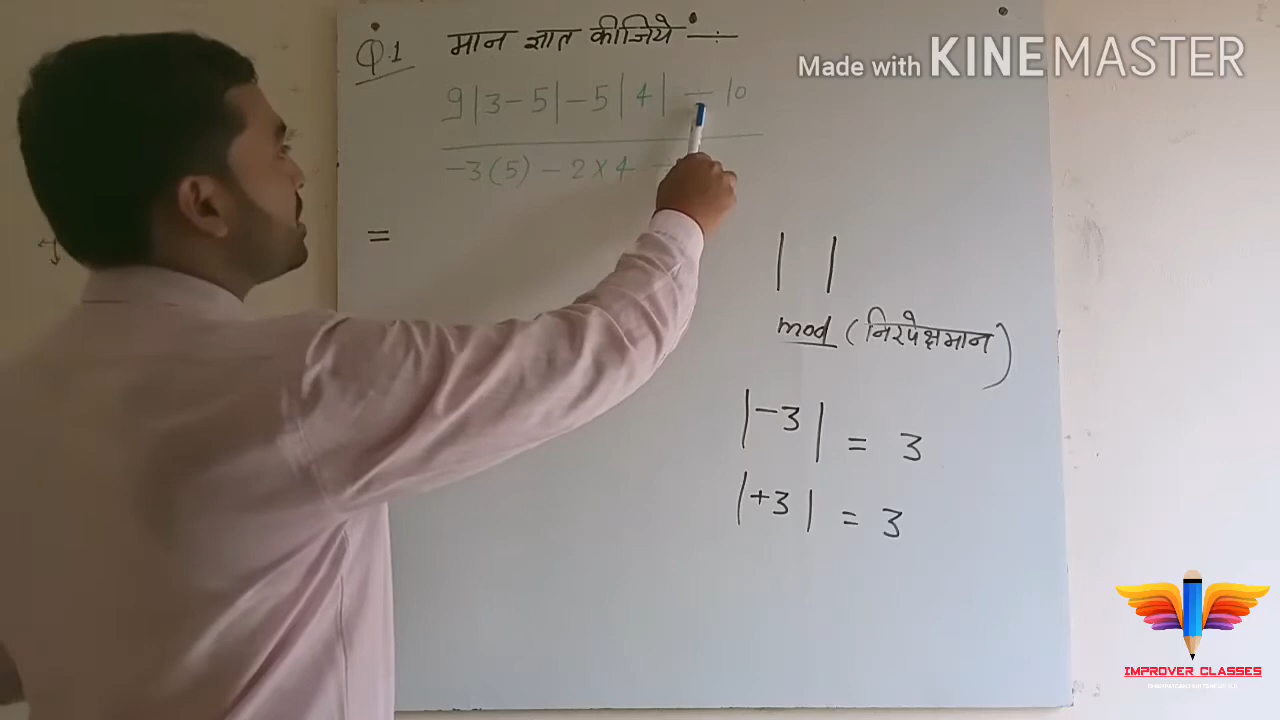 Q.1 मान ज्ञात कीजिये :—
9|3-5|-5|4| ÷ 10
-3(5) - 2×4
=
| |
mod (निरपेक्षमान)
|-3| = 3
|+3| = 3
Made with KINEMASTER
IMPROVER CLASSES